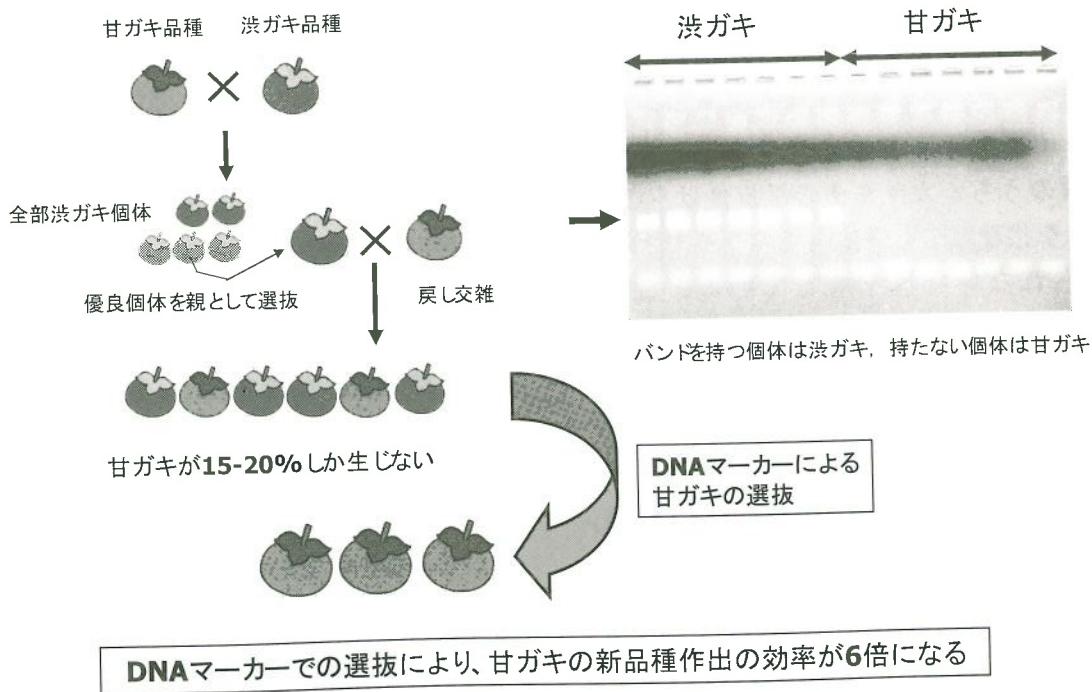 甘ガキ品種
渋ガキ品種
全部渋ガキ個体
優良個体を親として選抜
戻し交雑
甘ガキが15-20%しか生じない
DNAマーカーによる
甘ガキの選抜
渋ガキ
甘ガキ
バンドを持つ個体は渋ガキ，持たない個体は甘ガキ
DNAマーカーでの選抜により、甘ガキの新品種作出の効率が6倍になる